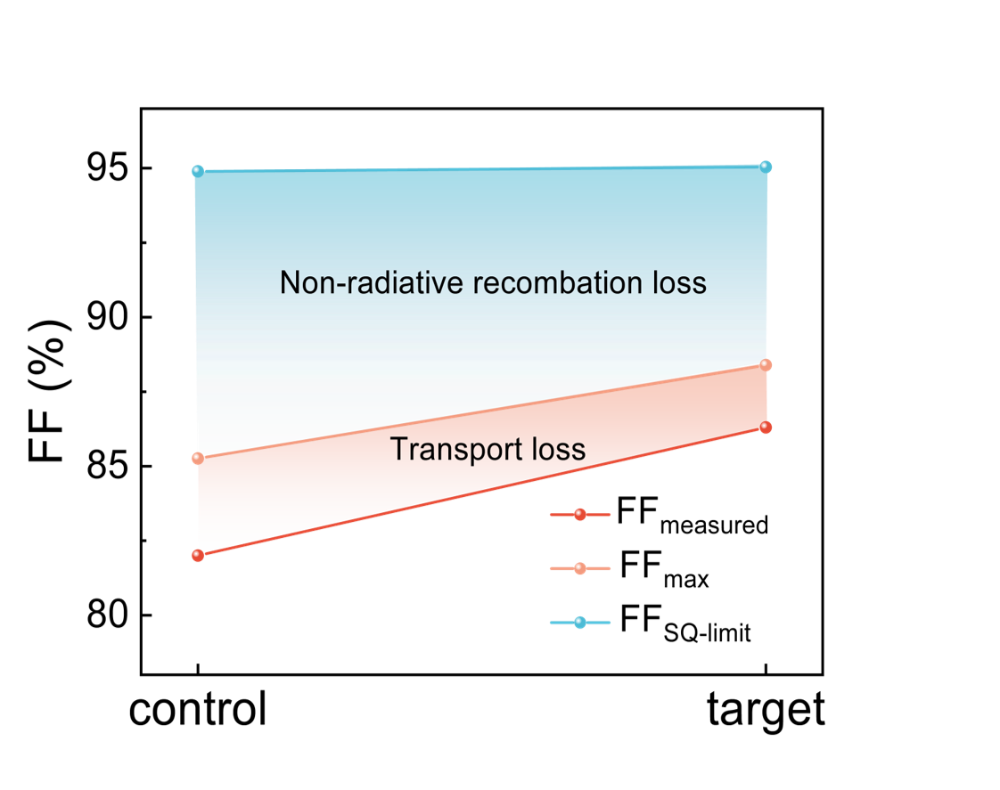 95
90
85
80
FF (%)
Non-radiative recombation loss
Transport loss
FFmeasured
FFmax
FFSQ-limit
control target